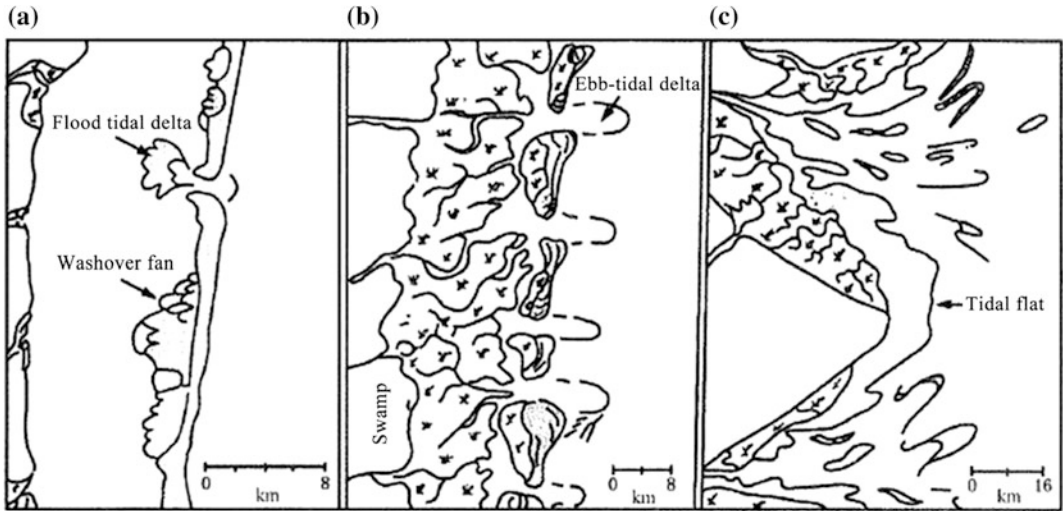 (a)
Flood tidal delta
Washover fan
0 8
km
(b)
Ebb-tidal delta
Swamp
0 8
km
(c)
Tidal flat
0 16
km